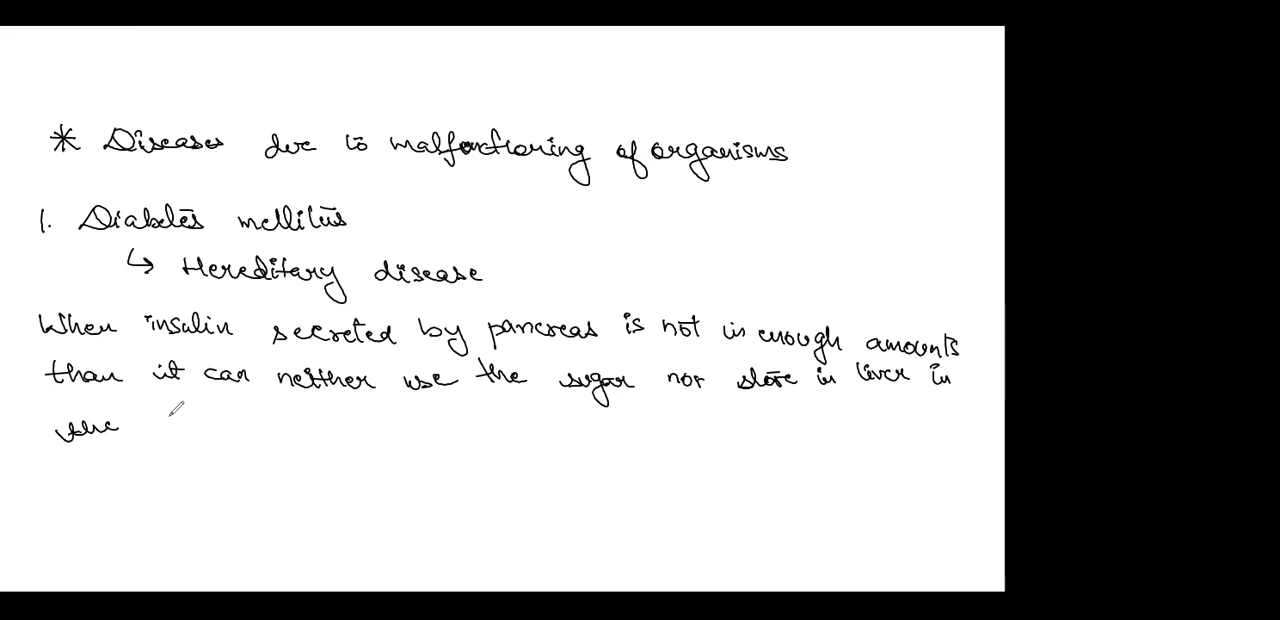 * Diseases due to malfunctioning of organisms
1. Diabetes mellitus
↳ Hereditary disease
When insulin secreted by pancreas is not in enough amounts
than it can neither use the sugar nor store in liver in
the